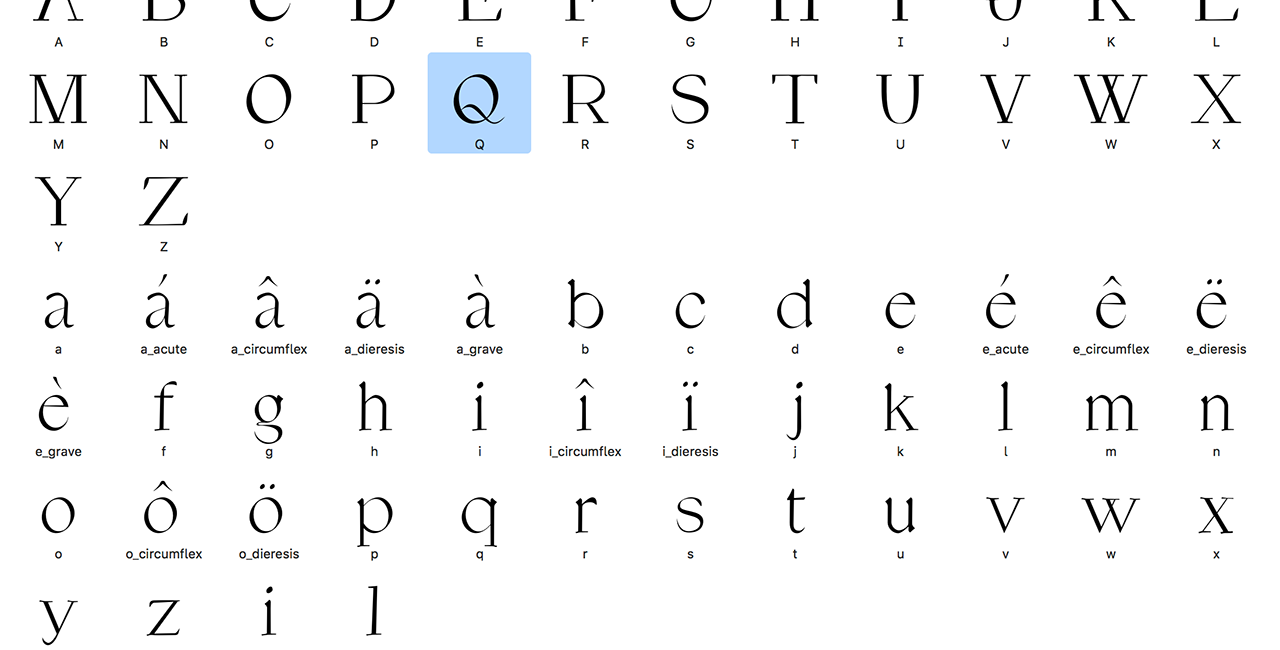 A B C D E F G H I J K L
A B C D E F G H I J K L
M N O P Q R S T U V W X
M N O P Q R S T U V W X
Y Z
Y Z
a á â ä à b c d e é ê ë
a a_acute a_circumflex a_dieresis a_grave b c d e e_acute e_circumflex e_dieresis
è f g h i î ï j k l m n
e_grave f g h i i_circumflex i_dieresis j k l m n
o ô ö p q r s t u v w x
o o_circumflex o_dieresis p q r s t u v w x
y z i l